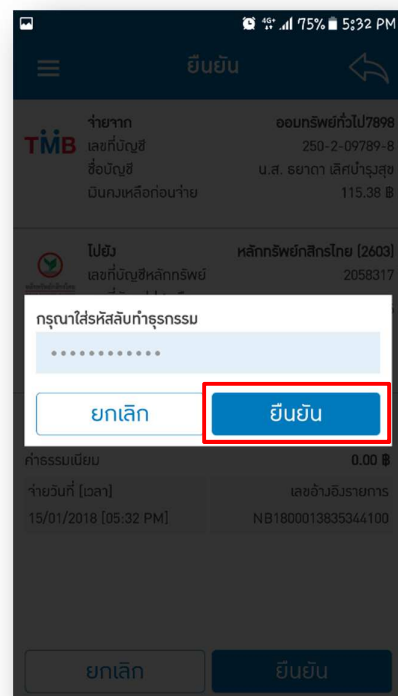 4G+ 75% 5:32 PM
ยืนยัน
จ่ายจาก ออมทรัพย์ทั่วไป7898
TMB เลขที่บัญชี 250-2-09789-8
ชื่อบัญชี น.ส. ธยาดา เลิศบำรุงสุข
เงินคงเหลือก่อนจ่าย 115.38 ฿
ไปยัง หลักทรัพย์กสิกรไทย (2603)
เลขที่บัญชีหลักทรัพย์ 2058317
กรุณาใส่รหัสลับทำธุรกรรม
••••••••••••
ยกเลิก ยืนยัน
ค่าธรรมเนียม 0.00 ฿
จ่ายวันที่ [เวลา] เลขอ้างอิงรายการ
15/01/2018 [05:32 PM] NB1800013835344100
ยกเลิก ยืนยัน